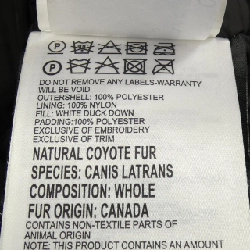 DO NOT REMOVE ANY LABELS-WARRANTY
WILL BE VOID
OUTERSHELL: 100% POLYESTER
LINING: 100% NYLON
FILL: WHITE DUCK DOWN
PADDING:100% POLYESTER
EXCLUSIVE OF EMBROIDERY
EXCLUSIVE OF TRIM
NATURAL COYOTE FUR
SPECIES: CANIS LATRANS
COMPOSITION: WHOLE
FUR ORIGIN: CANADA
CONTAINS NON-TEXTILE PARTS OF
ANIMAL ORIGIN
NOTE: THIS CONTAINS AN AMOUNT